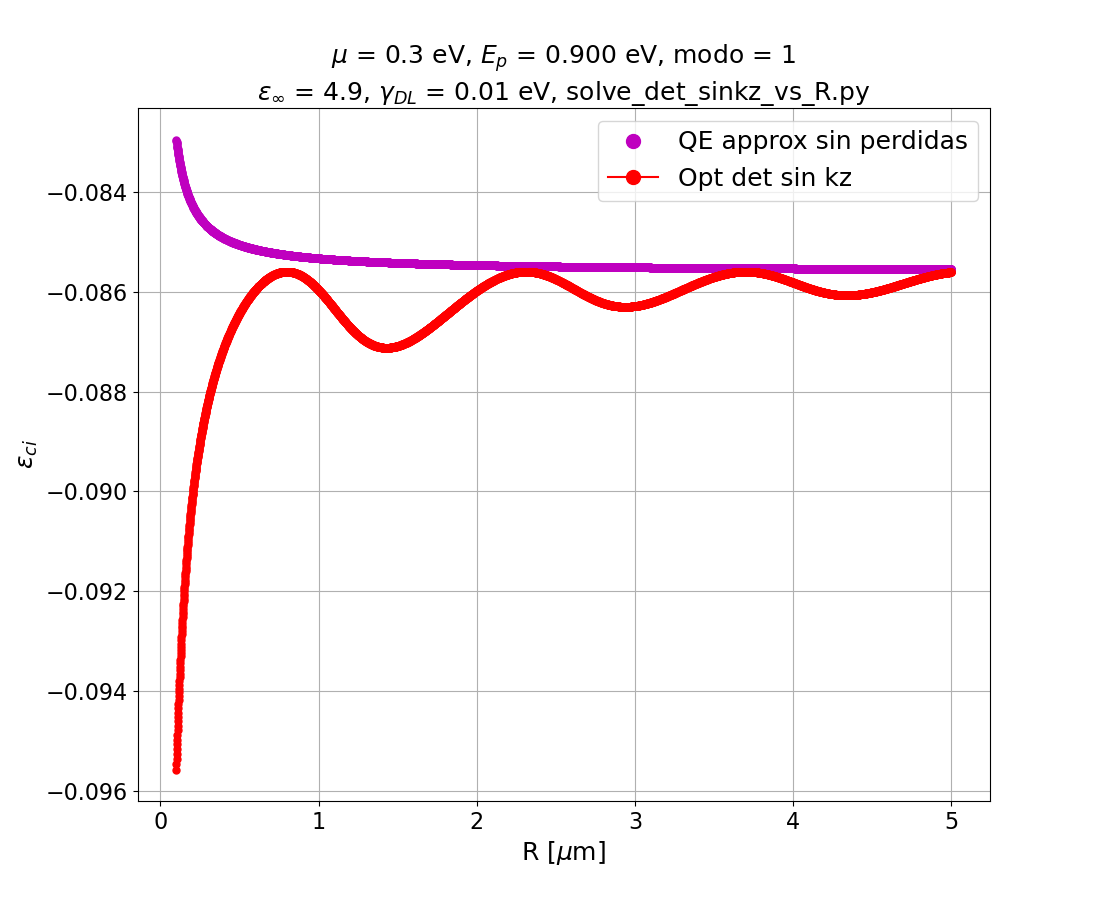 μ = 0.3 eV, E_p = 0.900 eV, modo = 1
ε_∞ = 4.9, γ_DL = 0.01 eV, solve_det_sinkz_vs_R.py
QE approx sin perdidas
Opt det sin kz
−0.084
−0.086
−0.088
−0.090
−0.092
−0.094
−0.096
ε_ci
0 1 2 3 4 5
R [μm]